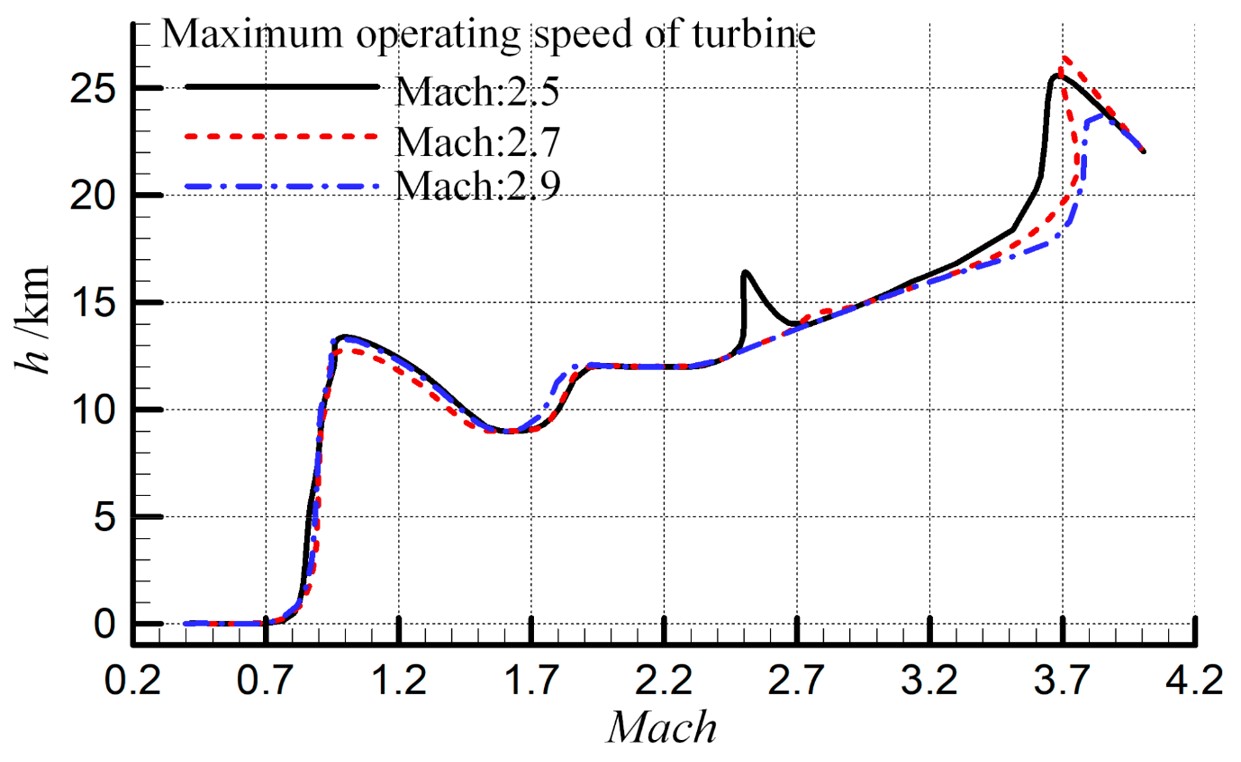 Maximum operating speed of turbine
Mach:2.5
Mach:2.7
Mach:2.9
25
20
15
10
5
0
h /km
0.2 0.7 1.2 1.7 2.2 2.7 3.2 3.7 4.2
Mach